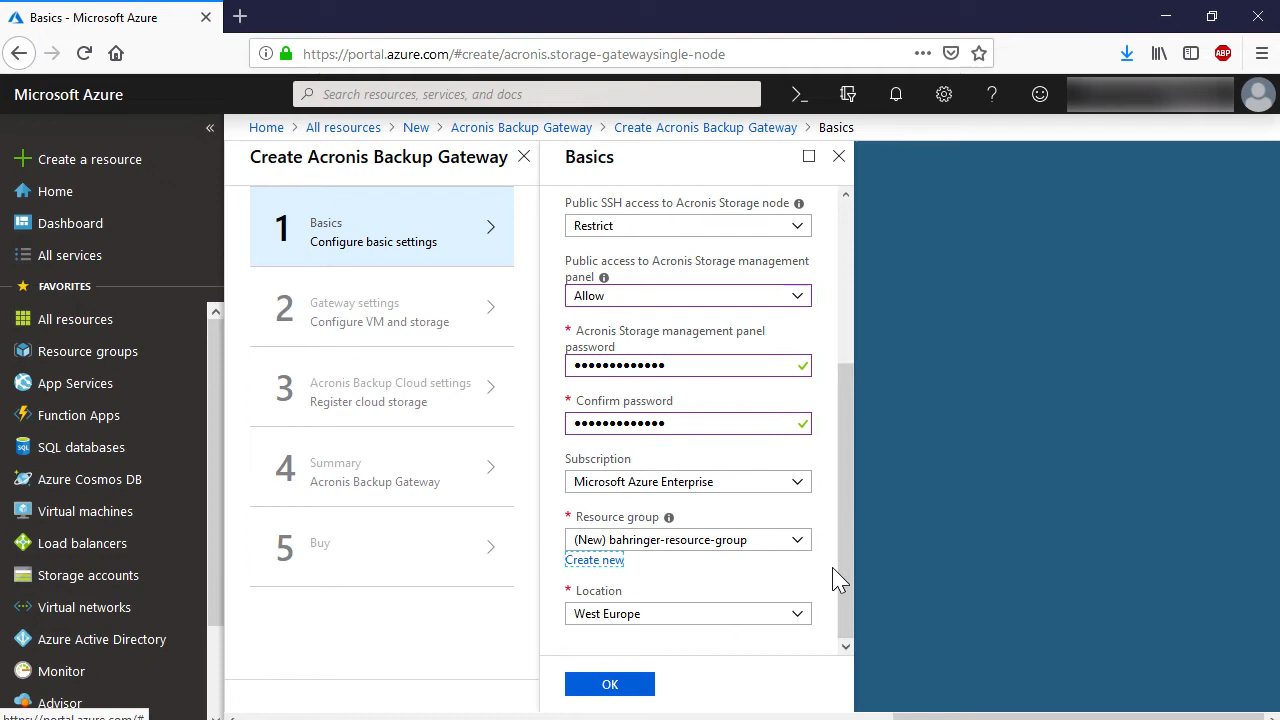 Basics - Microsoft Azure
https://portal.azure.com/#create/acronis.storage-gatewaysingle-node
ABP
Microsoft Azure
Search resources, services, and docs
Home
All resources
New
Acronis Backup Gateway
Create Acronis Backup Gateway
Basics
Create a resource
Home
Dashboard
All services
FAVORITES
All resources
Resource groups
App Services
Function Apps
SQL databases
Azure Cosmos DB
Virtual machines
Load balancers
Storage accounts
Virtual networks
Azure Active Directory
Monitor
Advisor
https://portal.azure.com/#
Create Acronis Backup Gateway
1
Basics
Configure basic settings
2
Gateway settings
Configure VM and storage
3
Acronis Backup Cloud settings
Register cloud storage
4
Summary
Acronis Backup Gateway
5
Buy
Basics
Public SSH access to Acronis Storage node
Restrict
Public access to Acronis Storage management
panel
Allow
* Acronis Storage management panel
password
•••••••••••••
* Confirm password
•••••••••••••
Subscription
Microsoft Azure Enterprise
* Resource group
(New) bahringer-resource-group
Create new
* Location
West Europe
OK